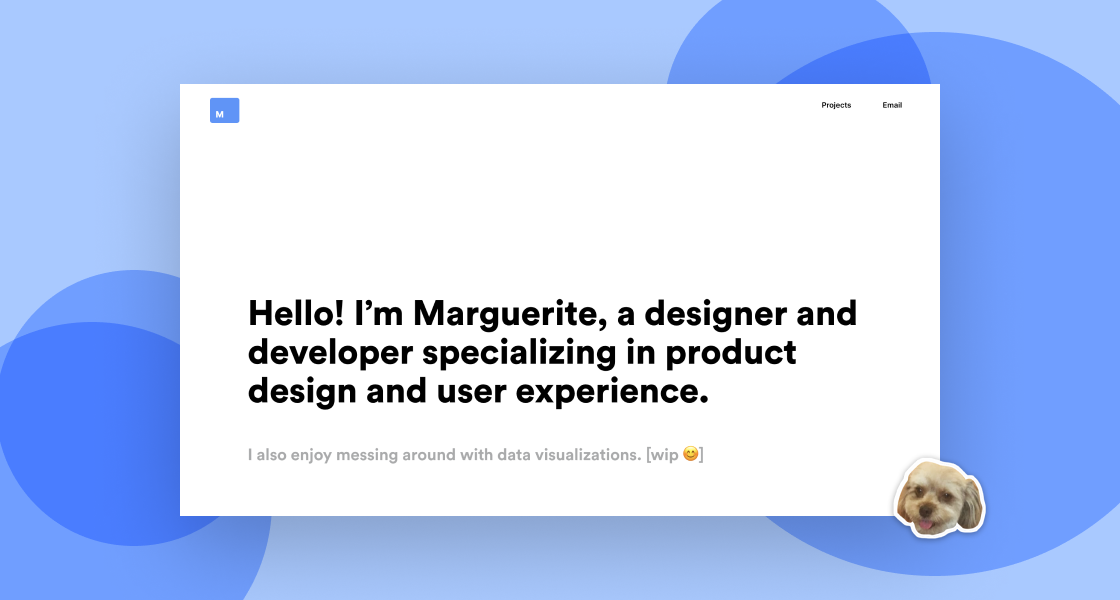 M
Projects Email
Hello! I’m Marguerite, a designer and
developer specializing in product
design and user experience.
I also enjoy messing around with data visualizations. [wip 😊]